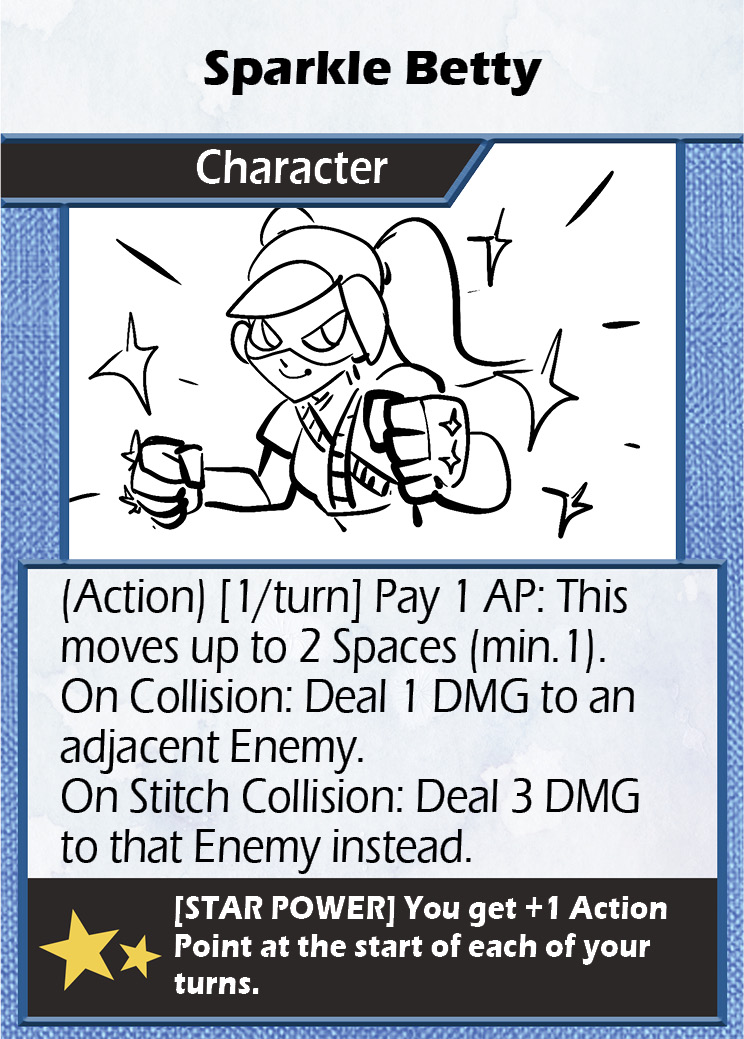 Sparkle Betty
Character
(Action) [1/turn] Pay 1 AP: This
moves up to 2 Spaces (min.1).
On Collision: Deal 1 DMG to an
adjacent Enemy.
On Stitch Collision: Deal 3 DMG
to that Enemy instead.
[STAR POWER] You get +1 Action
Point at the start of each of your
turns.